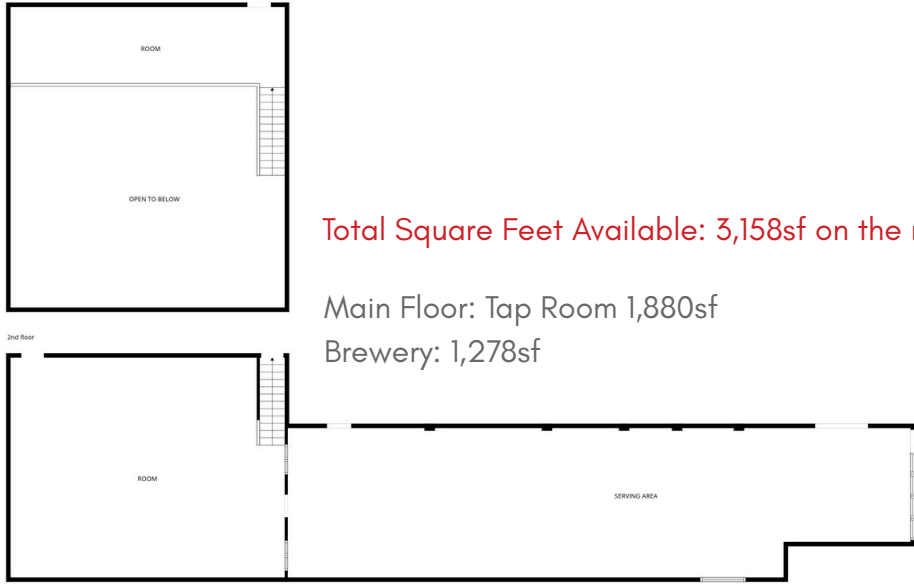 ROOM
OPEN TO BELOW
Total Square Feet Available: 3,158sf on the
Main Floor: Tap Room 1,880sf
2nd floor
Brewery: 1,278sf
ROOM
SERVING AREA